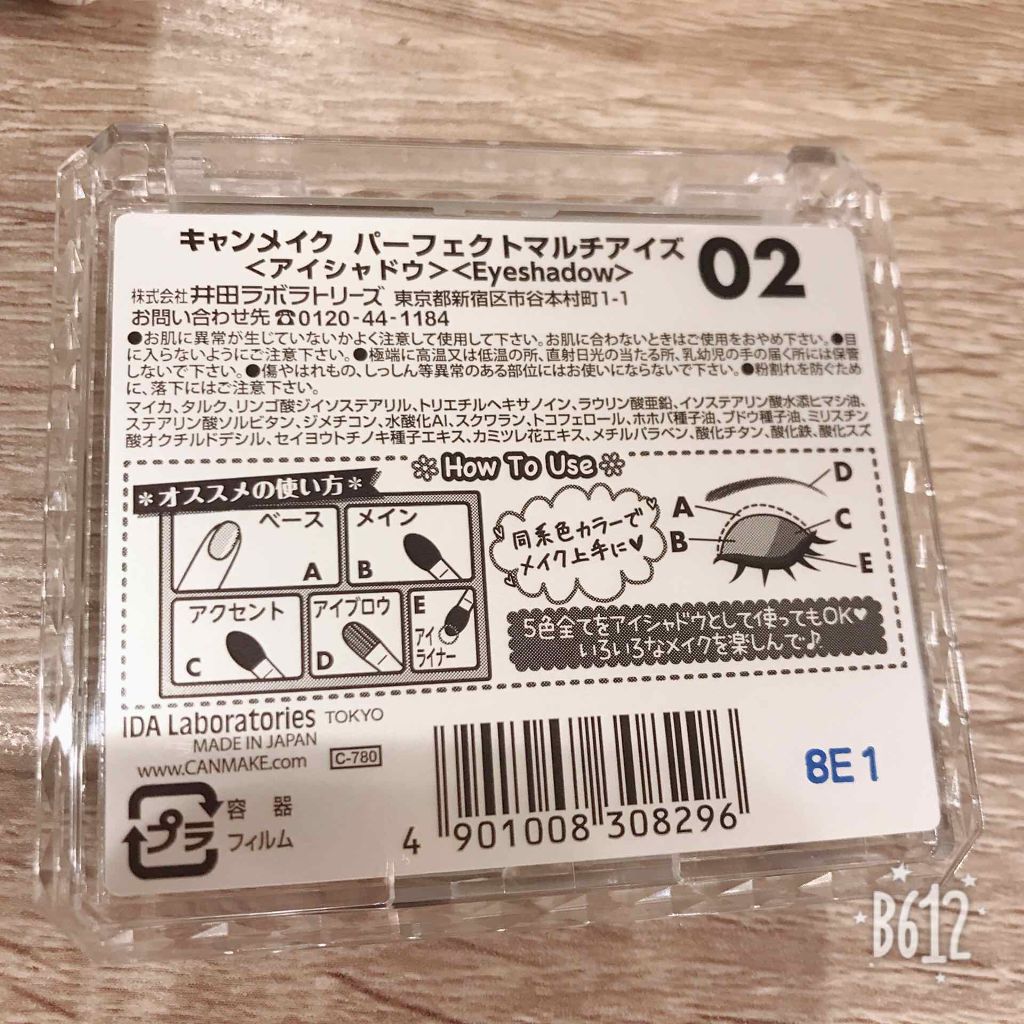 キャンメイク パーフェクトマルチアイズ
<アイシャドウ><Eyeshadow>
02
株式会社 井田ラボラトリーズ 東京都新宿区市谷本村町1-1
お問い合わせ先 ☎0120-44-1184
●お肌に異常が生じていないかよく注意して使用して下さい。お肌に合わないときはご使用をおやめ下さい。●目
に入らないようにご注意下さい。●極端に高温又は低温の所、直射日光の当たる所、乳幼児の手の届く所には保管
しないで下さい。●傷やはれもの、しっしん等異常のある部位にはお使いにならないで下さい。●粉割れを防ぐため
に、落下にはご注意下さい。
マイカ、タルク、リンゴ酸ジイソステアリル、トリエチルヘキサノイン、ラウリン酸亜鉛、イソステアリン酸水添ヒマシ油、
ステアリン酸ソルビタン、ジメチコン、水酸化Al、スクワラン、トコフェロール、ホホバ種子油、ブドウ種子油、ミリスチン
酸オクチルドデシル、セイヨウトチノキ種子エキス、カミツレ花エキス、メチルパラベン、酸化チタン、酸化鉄、酸化スズ
How To Use
*オススメの使い方*
ベース
A
メイン
B
アクセント
C
アイブロウ
D
E
アイ
ライナー
同系色カラーで
メイク上手に♥
A
B
D
C
E
5色全てをアイシャドウとして使ってもOK♥
いろいろなメイクを楽しんで♪
IDA Laboratories TOKYO
MADE IN JAPAN
www.CANMAKE.com
C-780
プラ
容 器
フィルム
4 901008 308296
8E1
B612